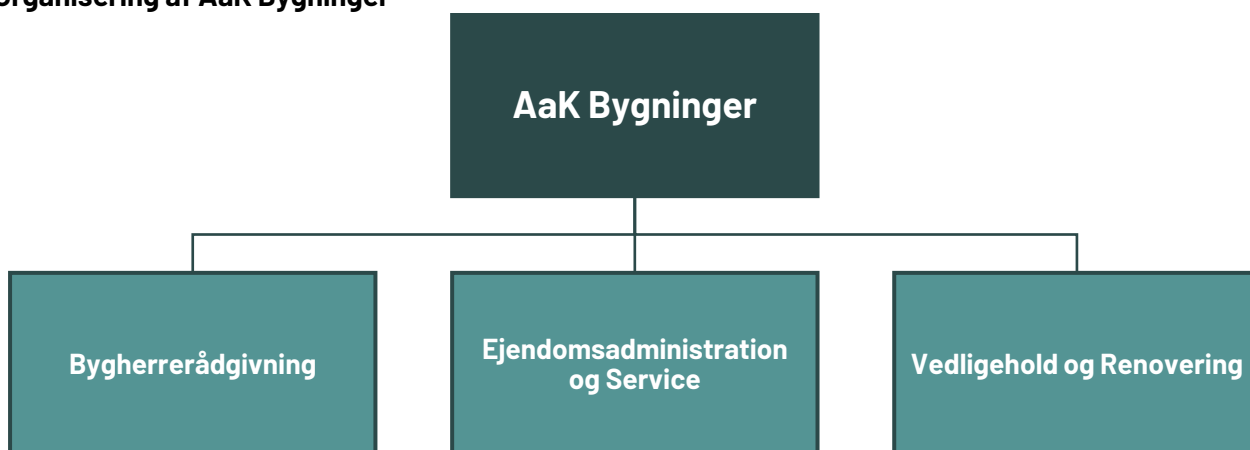 organisering af AaK Bygninger
AaK Bygninger
Bygherrerådgivning
Ejendomsadministration
og Service
Vedligehold og Renovering